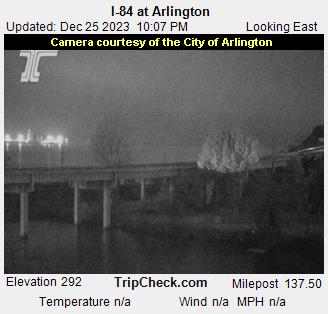 I-84 at Arlington
Updated: Dec 25 2023 10:07 PM Looking East
Camera courtesy of the City of Arlington
Elevation 292 TripCheck.com Milepost 137.50
Temperature n/a Wind n/a MPH n/a